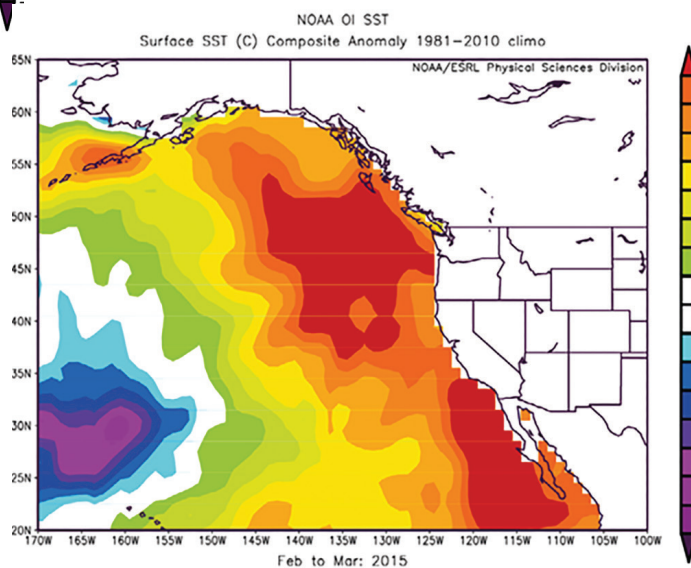 NOAA OI SST
Surface SST (C) Composite Anomaly 1981–2010 climo
NOAA/ESRL Physical Sciences Division
65N
60N
55N
50N
45N
40N
35N
30N
25N
20N
170W 165W 160W 155W 150W 145W 140W 135W 130W 125W 120W 115W 110W 105W 100W
Feb to Mar: 2015